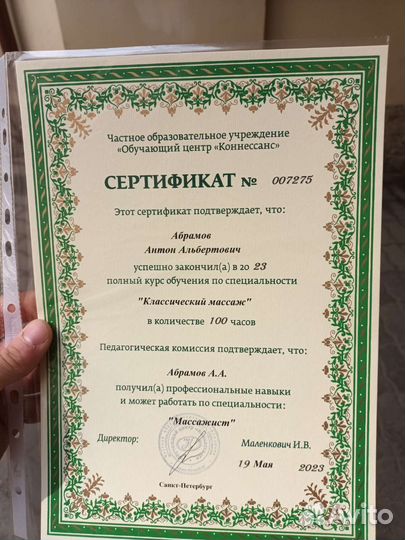 Частное образовательное учреждение
«Обучающий центр «Коннессанс»
СЕРТИФИКАТ № 007275
Этот сертификат подтверждает, что:
Абрамов
Антон Альбертович
успешно закончил(а) в 20 23
полный курс обучения по специальности
"Классический массаж"
в количестве 100 часов
Педагогическая комиссия подтверждает, что:
Абрамов А.А.
получил(а) профессиональные навыки
и может работать по специальности:
"Массажист"
Директор:
Маленкович И.В.
19 Мая 2023
Санкт-Петербург
Avito